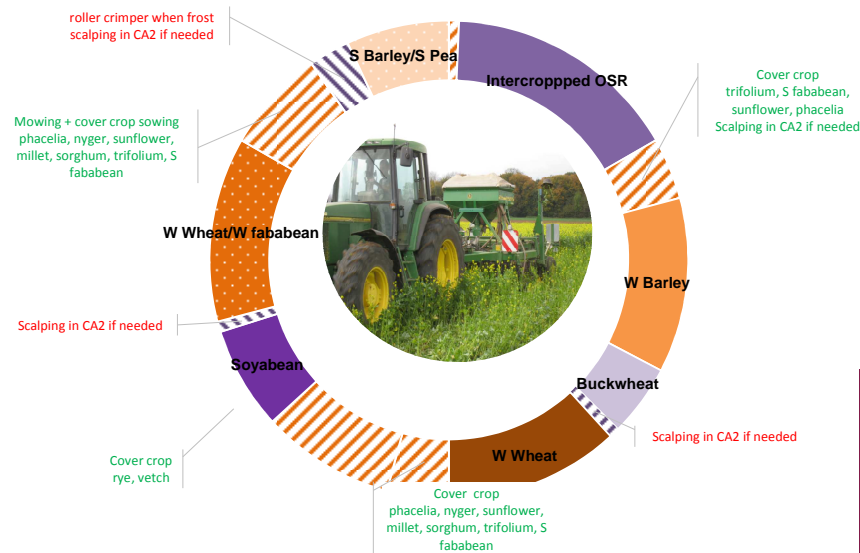 roller crimper when frost
scalping in CA2 if needed
S Barley/S Pea
Intercroppped OSR
Cover crop
trifolium, S fababean,
sunflower, phacelia
Scalping in CA2 if needed
Mowing + cover crop sowing
phacelia, nyger, sunflower,
millet, sorghum, trifolium, S
fababean
W Wheat/W fababean
W Barley
Scalping in CA2 if needed
Soyabean
Buckwheat
Scalping in CA2 if needed
W Wheat
Cover crop
rye, vetch
Cover crop
phacelia, nyger, sunflower,
millet, sorghum, trifolium, S
fababean